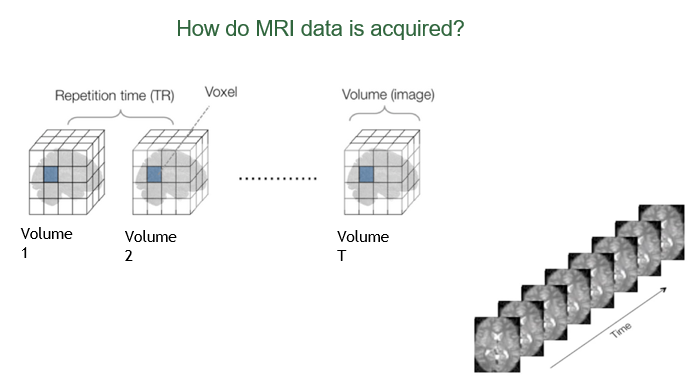 How do MRI data is acquired?
Repetition time (TR)
Voxel
Volume (image)
Volume
1
Volume
2
Volume
T
Time